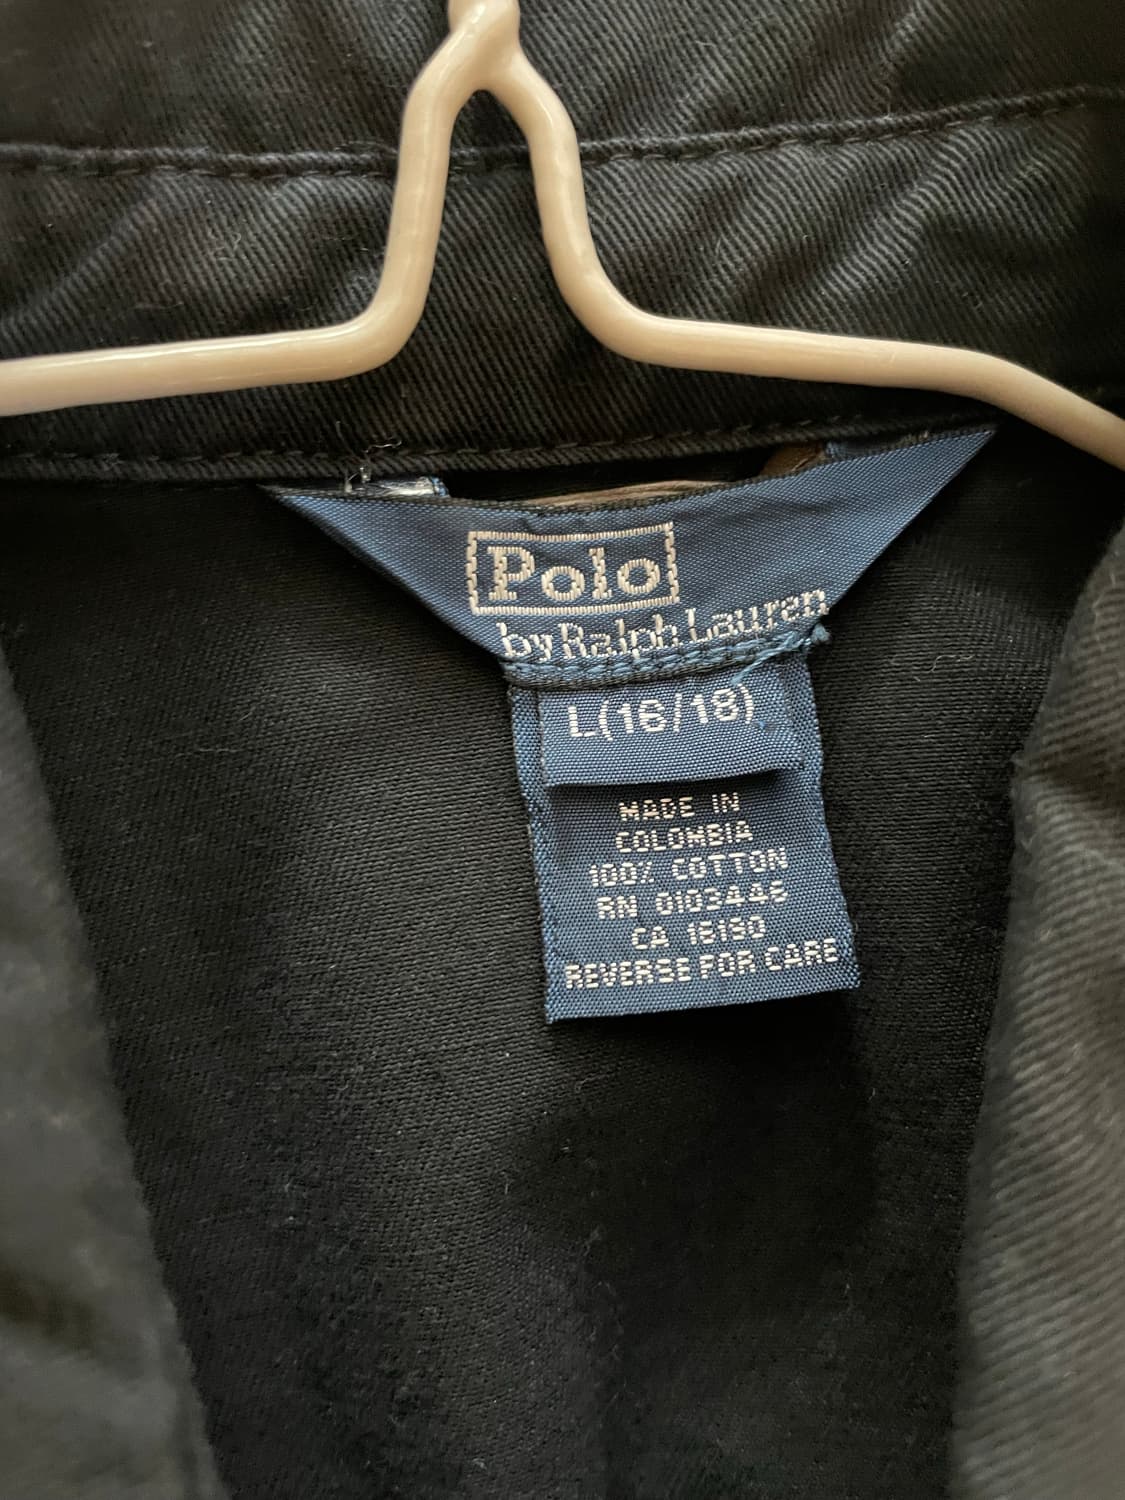 Polo
by Ralph Lauren
L(16/18)
MADE IN
COLOMBIA
100% COTTON
RN 0103446
CA 16190
REVERSE FOR CARE